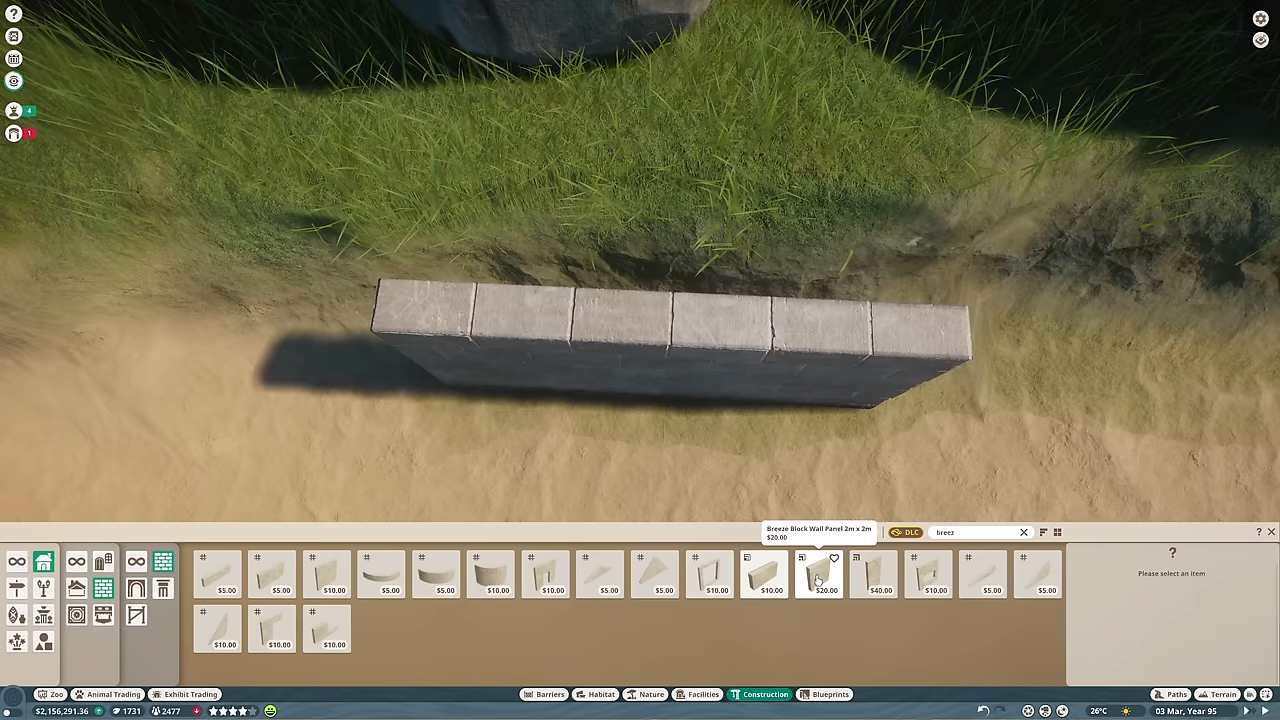 ?
4
1
Breeze Block Wall Panel 2m x 2m
$20.00
DLC
breez
?
$5.00
$5.00
$10.00
$5.00
$5.00
$10.00
$10.00
$5.00
$5.00
$10.00
$10.00
$20.00
$40.00
$10.00
$5.00
$5.00
$10.00
$10.00
$10.00
?
Please select an item
Zoo
Animal Trading
Exhibit Trading
Barriers
Habitat
Nature
Facilities
Construction
Blueprints
Paths
Terrain
$2,156,291.36
1731
2477
26°C
03 Mar, Year 95